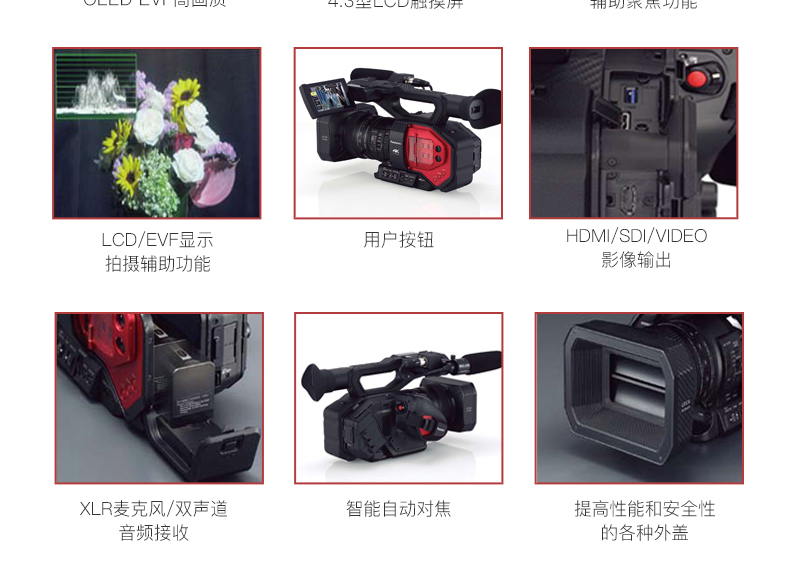 OLED EVF高画质
4.3型LCD触摸屏
辅助聚焦功能
LCD/EVF显示
拍摄辅助功能
用户按钮
HDMI/SDI/VIDEO
影像输出
XLR麦克风/双声道
音频接收
智能自动对焦
提高性能和安全性
的各种外盖